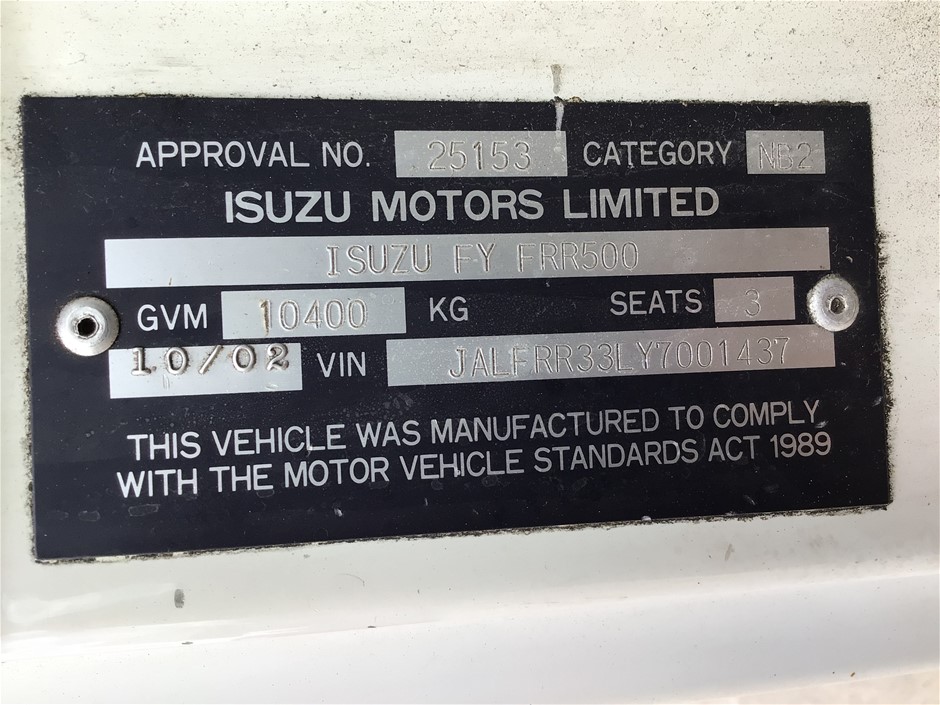 APPROVAL NO. 25153 CATEGORY NB2
ISUZU MOTORS LIMITED
ISUZU FY FRR500
GVM 10400 KG SEATS 3
10/02 VIN JALFRR33LY7001437
THIS VEHICLE WAS MANUFACTURED TO COMPLY
WITH THE MOTOR VEHICLE STANDARDS ACT 1989